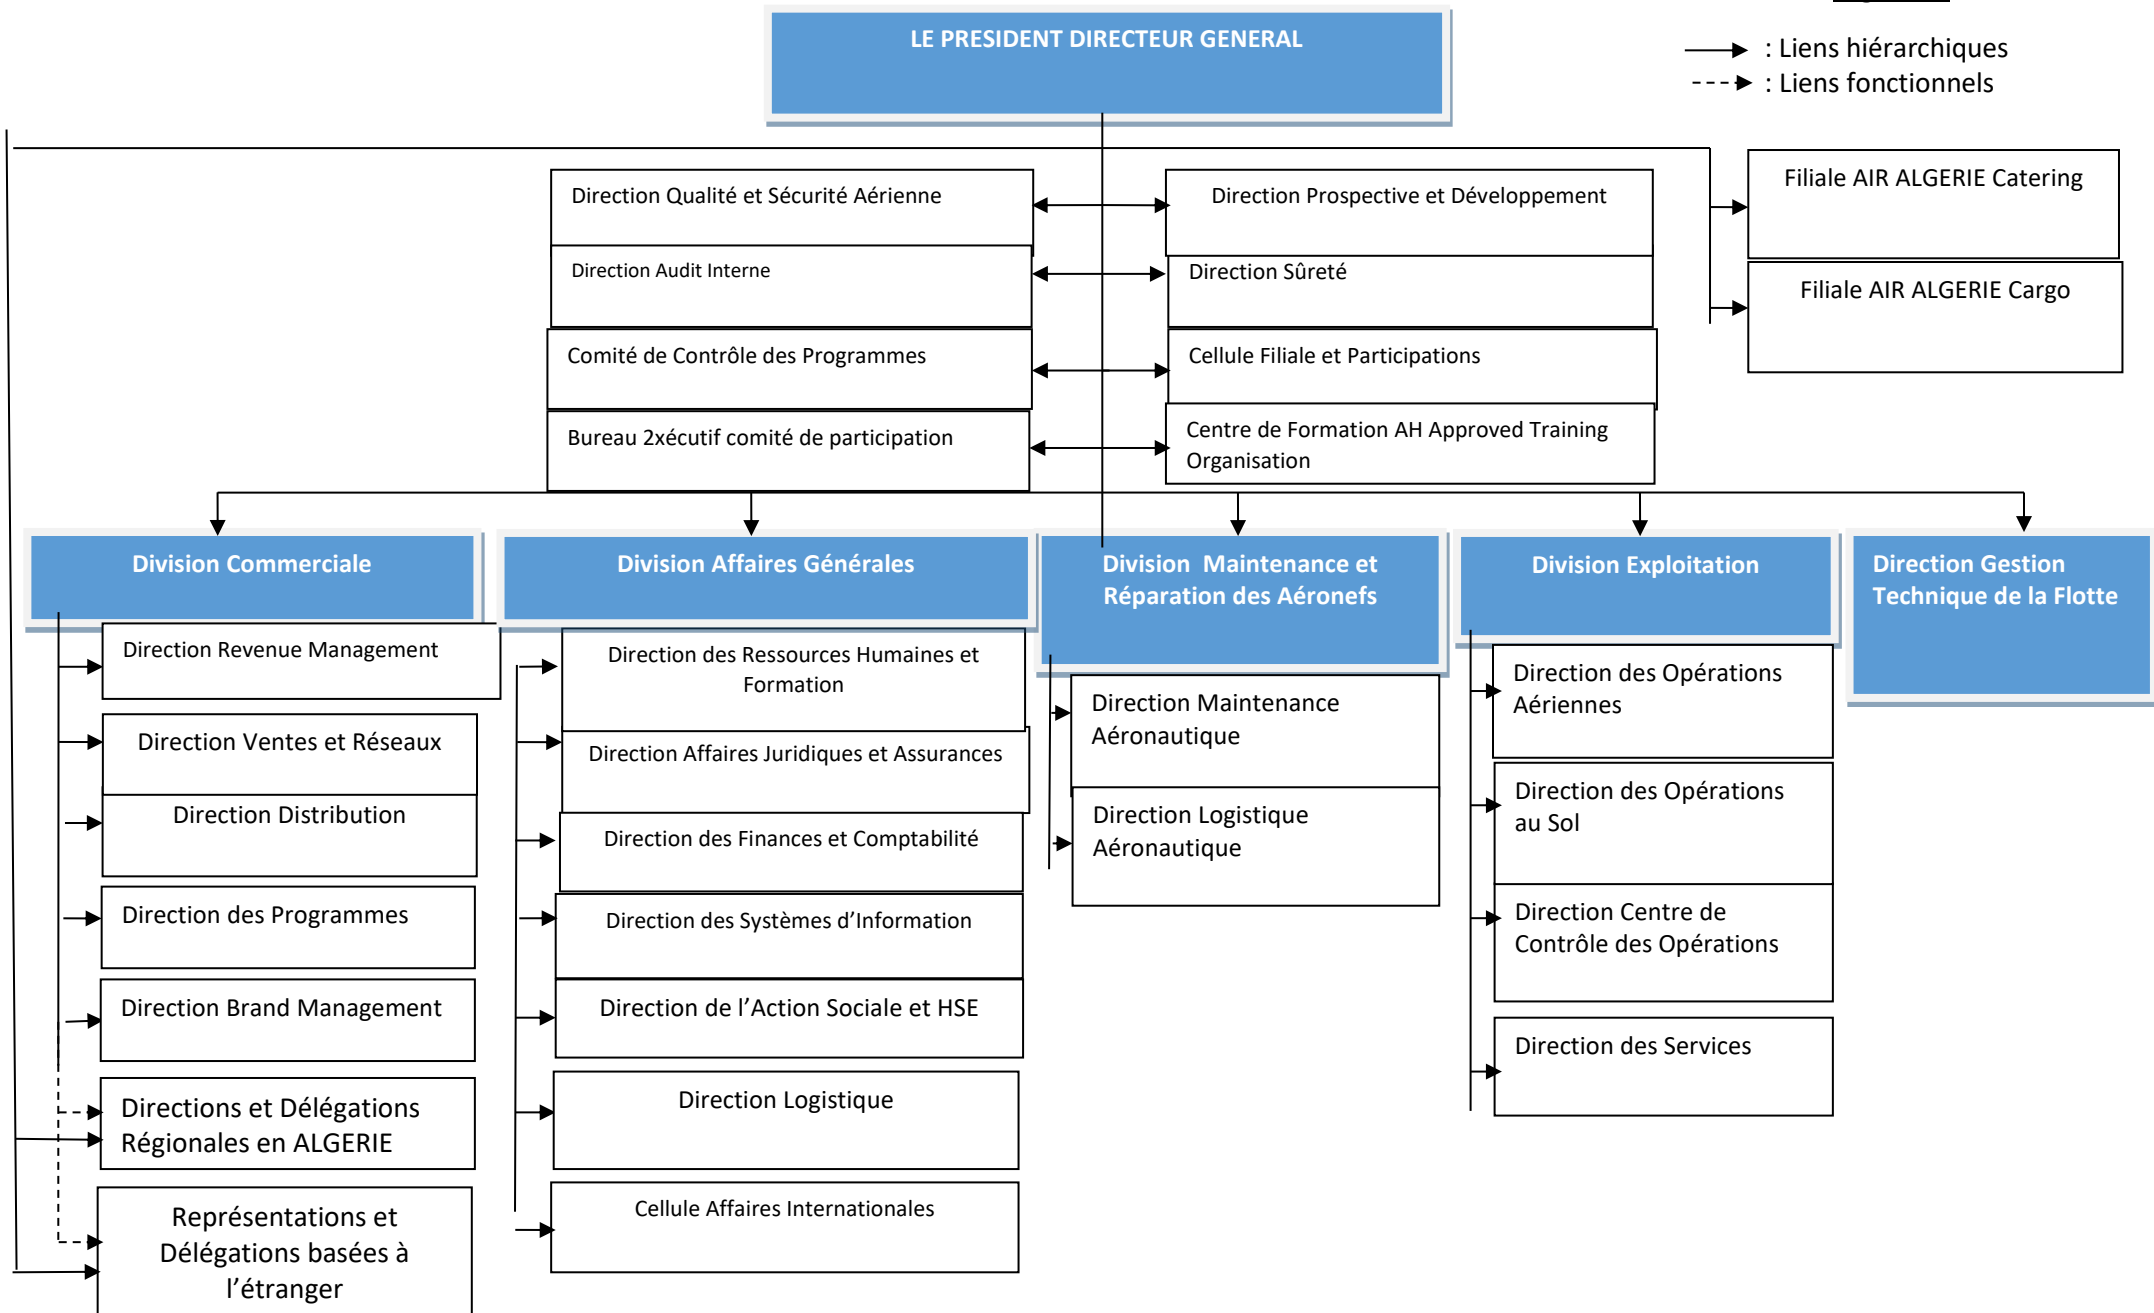 LE PRESIDENT DIRECTEUR GENERAL
: Liens hiérarchiques
: Liens fonctionnels
Direction Qualité et Sécurité Aérienne
Direction Prospective et Développement
Filiale AIR ALGERIE Catering
Direction Audit Interne
Direction Sûreté
Filiale AIR ALGERIE Cargo
Comité de Contrôle des Programmes
Cellule Filiale et Participations
Bureau 2xécutif comité de participation
Centre de Formation AH Approved Training
Organisation
Division Commerciale
Direction Revenue Management
Direction Ventes et Réseaux
Direction Distribution
Direction des Programmes
Direction Brand Management
Directions et Délégations
Régionales en ALGERIE
Représentations et
Délégations basées à
l’étranger
Division Affaires Générales
Direction des Ressources Humaines et
Formation
Direction Affaires Juridiques et Assurances
Direction des Finances et Comptabilité
Direction des Systèmes d’Information
Direction de l’Action Sociale et HSE
Direction Logistique
Cellule Affaires Internationales
Division Maintenance et
Réparation des Aéronefs
Direction Maintenance
Aéronautique
Direction Logistique
Aéronautique
Division Exploitation
Direction des Opérations
Aériennes
Direction des Opérations
au Sol
Direction Centre de
Contrôle des Opérations
Direction des Services
Direction Gestion
Technique de la Flotte